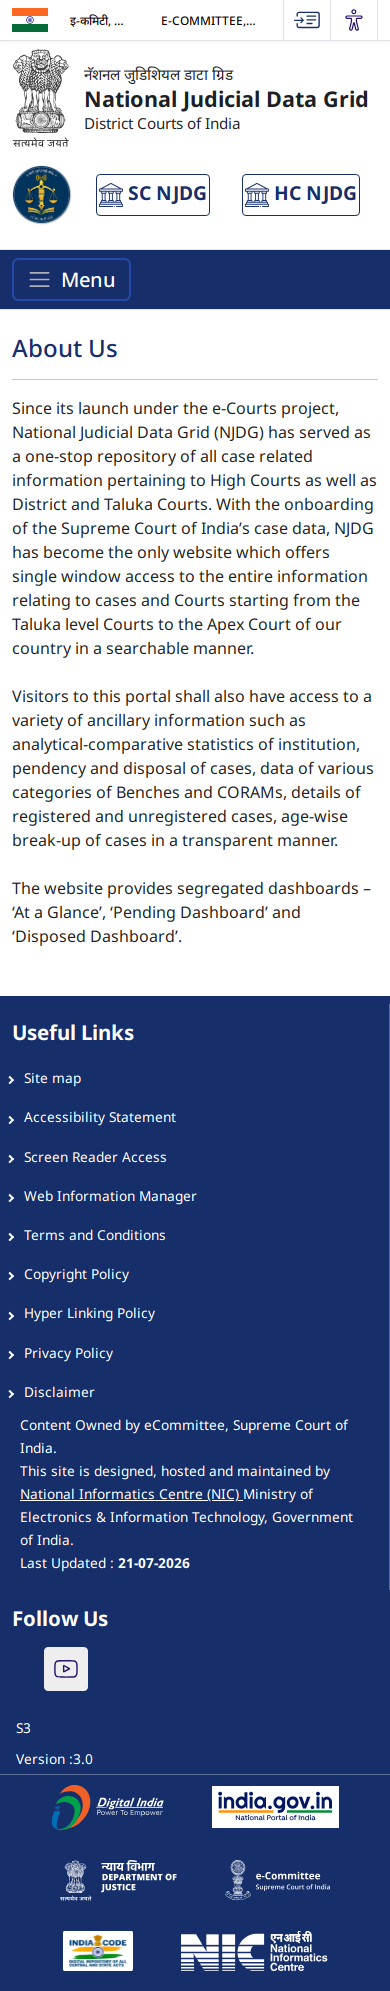 इ-कमिटी, ...
E-COMMITTEE,...
नॅशनल जुडिशियल डाटा ग्रिड
National Judicial Data Grid
District Courts of India
सत्यमेव जयते
SC NJDG
HC NJDG
Menu
About Us
Since its launch under the e-Courts project,
National Judicial Data Grid (NJDG) has served as
a one-stop repository of all case related
information pertaining to High Courts as well as
District and Taluka Courts. With the onboarding
of the Supreme Court of India’s case data, NJDG
has become the only website which offers
single window access to the entire information
relating to cases and Courts starting from the
Taluka level Courts to the Apex Court of our
country in a searchable manner.
Visitors to this portal shall also have access to a
variety of ancillary information such as
analytical-comparative statistics of institution,
pendency and disposal of cases, data of various
categories of Benches and CORAMs, details of
registered and unregistered cases, age-wise
break-up of cases in a transparent manner.
The website provides segregated dashboards –
‘At a Glance’, ‘Pending Dashboard’ and
‘Disposed Dashboard’.
Useful Links
Site map
Accessibility Statement
Screen Reader Access
Web Information Manager
Terms and Conditions
Copyright Policy
Hyper Linking Policy
Privacy Policy
Disclaimer
Content Owned by eCommittee, Supreme Court of
India.
This site is designed, hosted and maintained by
National Informatics Centre (NIC) Ministry of
Electronics & Information Technology, Government
of India.
Last Updated : 21-07-2026
Follow Us
S3
Version :3.0
Digital India
Power To Empower
india.gov.in
National Portal of India
न्याय विभाग
DEPARTMENT OF
JUSTICE
सत्यमेव जयते
e-Committee
Supreme Court of India
INDIA CODE
DIGITAL REPOSITORY OF ALL
CENTRAL AND STATE ACTS
NIC
एनआईसी
National
Informatics
Centre